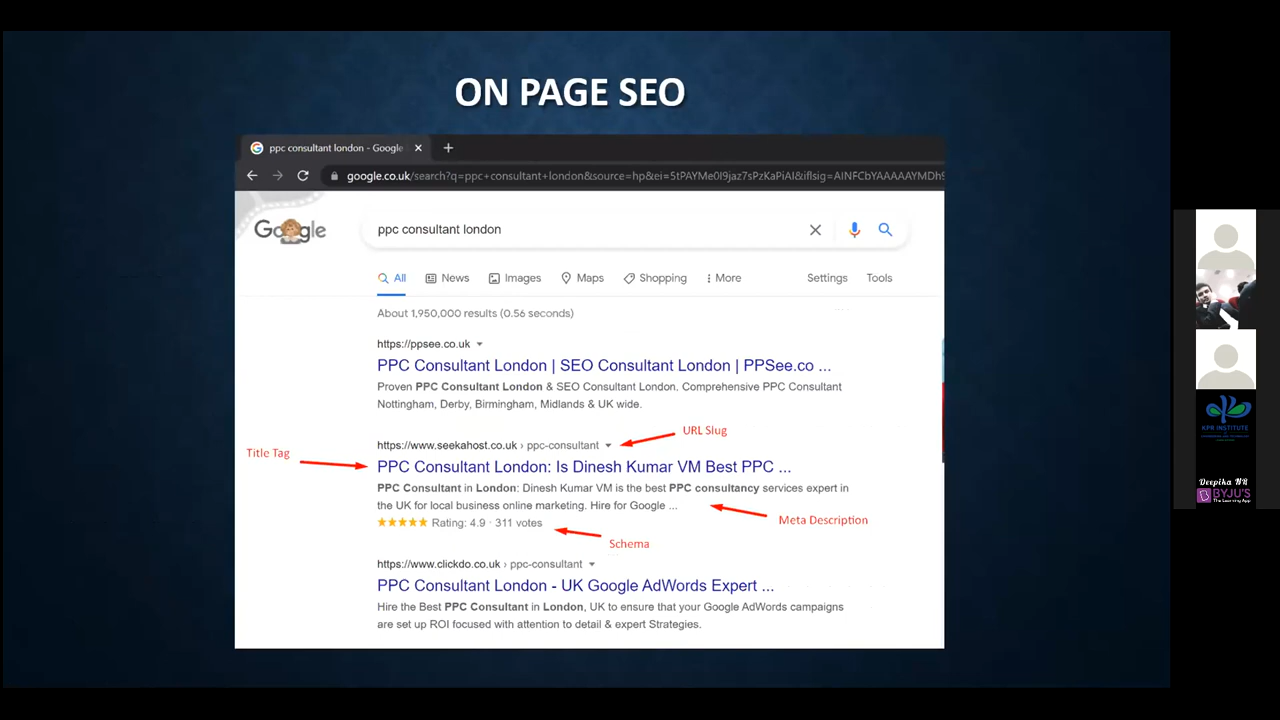 ON PAGE SEO
ppc consultant london - Google
google.co.uk/search?q=ppc+consultant+london&source=hp&ei=5tPAYMe0I9jaz7sPzKaPiAI&iflsig=AINFCbYAAAAAYMDh9
Google
ppc consultant london
All News Images Maps Shopping More Settings Tools
About 1,950,000 results (0.56 seconds)
https://ppsee.co.uk
PPC Consultant London | SEO Consultant London | PPSee.co ...
Proven PPC Consultant London & SEO Consultant London. Comprehensive PPC Consultant
Nottingham, Derby, Birmingham, Midlands & UK wide.
URL Slug
https://www.seekahost.co.uk › ppc-consultant
Title Tag
PPC Consultant London: Is Dinesh Kumar VM Best PPC ...
PPC Consultant in London: Dinesh Kumar VM is the best PPC consultancy services expert in
the UK for local business online marketing. Hire for Google ...
Meta Description
Rating: 4.9 · 311 votes
Schema
https://www.clickdo.co.uk › ppc-consultant
PPC Consultant London - UK Google AdWords Expert ...
Hire the Best PPC Consultant in London, UK to ensure that your Google AdWords campaigns
are set up ROI focused with attention to detail & expert Strategies.
KPR INSTITUTE
Deepika NR
BYJU'S
The Learning App